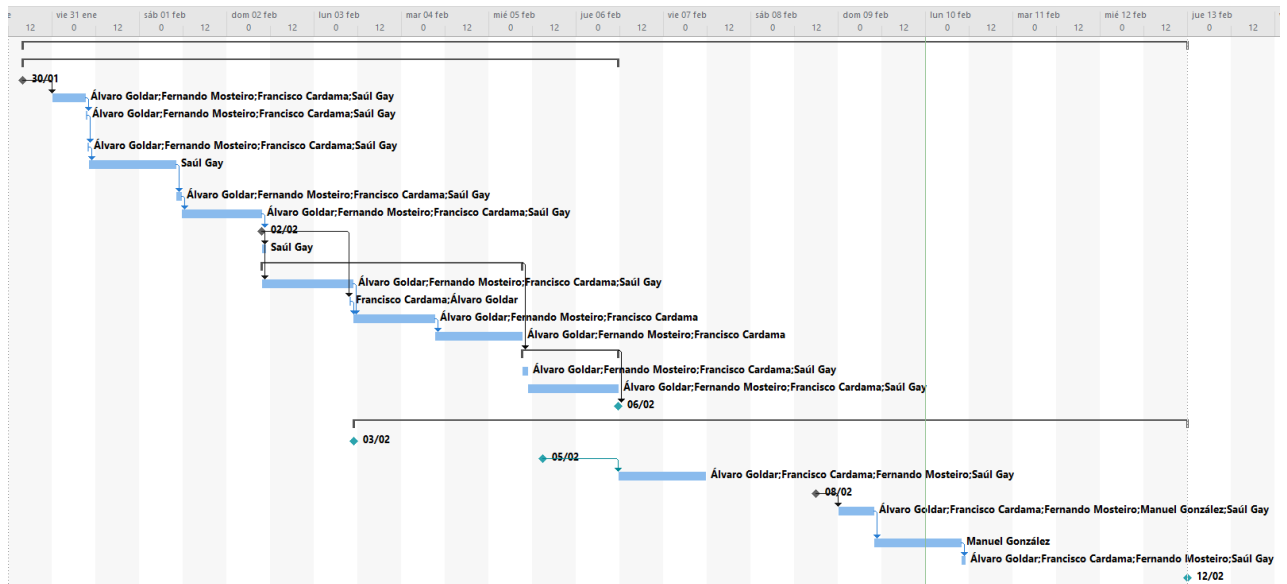 vie 31 ene sáb 01 feb dom 02 feb lun 03 feb mar 04 feb mié 05 feb jue 06 feb vie 07 feb sáb 08 feb dom 09 feb lun 10 feb mar 11 feb mié 12 feb jue 13 feb
12 0 12 0 12 0 12 0 12 0 12 0 12 0 12 0 12 0 12 0 12 0 12 0 12 0 12 0 12
30/01
Álvaro Goldar;Fernando Mosteiro;Francisco Cardama;Saúl Gay
Álvaro Goldar;Fernando Mosteiro;Francisco Cardama;Saúl Gay
Álvaro Goldar;Fernando Mosteiro;Francisco Cardama;Saúl Gay
Saúl Gay
Álvaro Goldar;Fernando Mosteiro;Francisco Cardama;Saúl Gay
Álvaro Goldar;Fernando Mosteiro;Francisco Cardama;Saúl Gay
02/02
Saúl Gay
Álvaro Goldar;Fernando Mosteiro;Francisco Cardama;Saúl Gay
Francisco Cardama;Álvaro Goldar
Álvaro Goldar;Fernando Mosteiro;Francisco Cardama
Álvaro Goldar;Fernando Mosteiro;Francisco Cardama
Álvaro Goldar;Fernando Mosteiro;Francisco Cardama;Saúl Gay
Álvaro Goldar;Fernando Mosteiro;Francisco Cardama;Saúl Gay
06/02
03/02
05/02
Álvaro Goldar;Francisco Cardama;Fernando Mosteiro;Saúl Gay
08/02
Álvaro Goldar;Francisco Cardama;Fernando Mosteiro;Manuel González;Saúl Gay
Manuel González
Álvaro Goldar;Francisco Cardama;Fernando Mosteiro;Saúl Gay
12/02